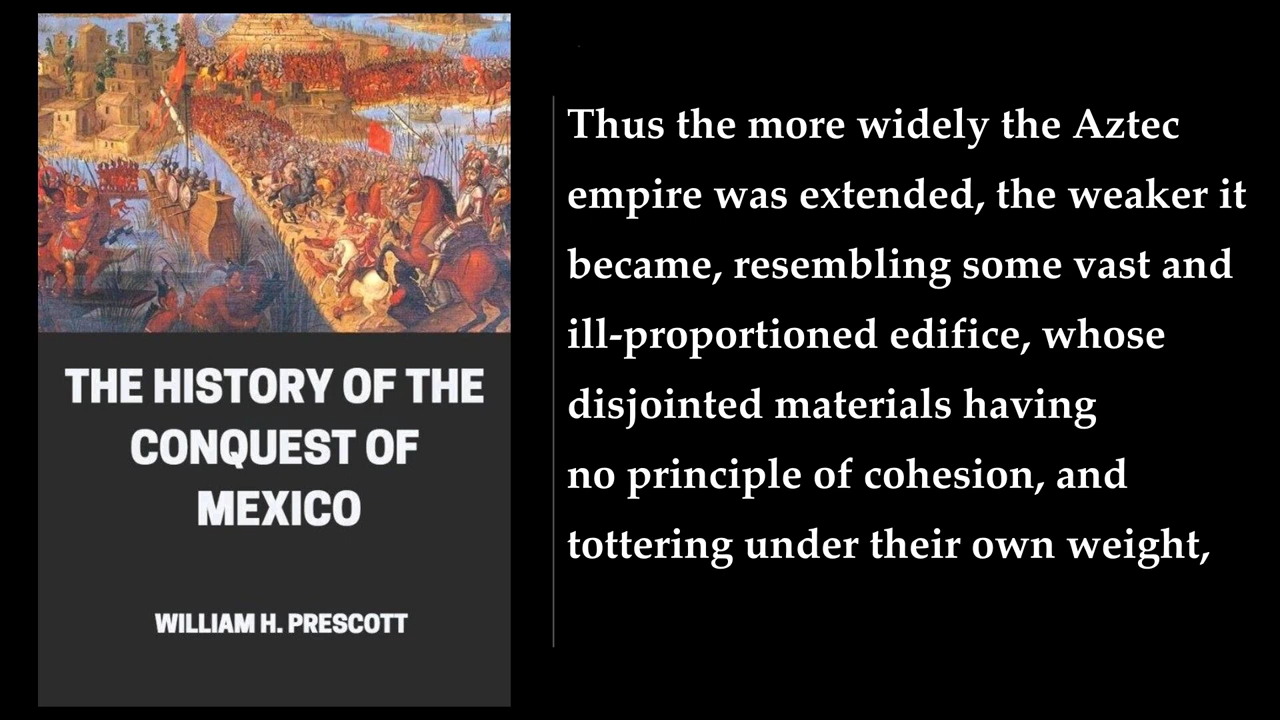 THE HISTORY OF THE
CONQUEST OF
MEXICO
WILLIAM H. PRESCOTT
Thus the more widely the Aztec
empire was extended, the weaker it
became, resembling some vast and
ill-proportioned edifice, whose
disjointed materials having
no principle of cohesion, and
tottering under their own weight,